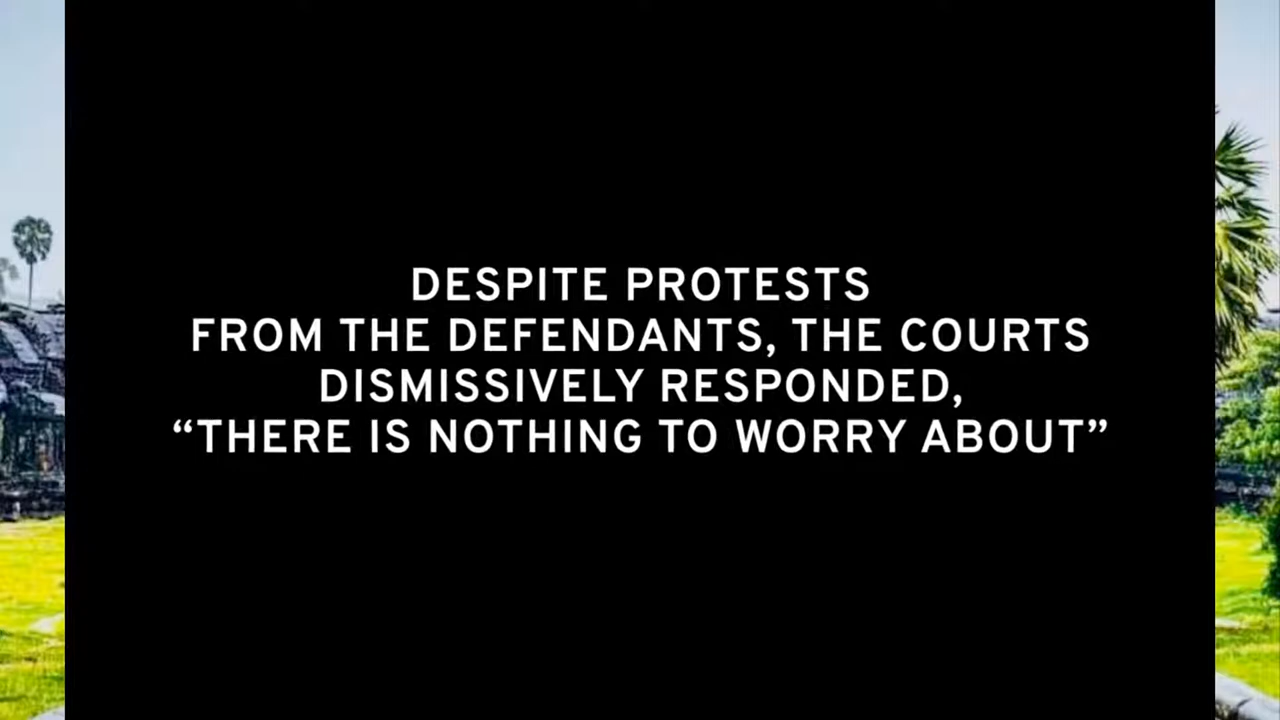 DESPITE PROTESTS
FROM THE DEFENDANTS, THE COURTS
DISMISSIVELY RESPONDED,
“THERE IS NOTHING TO WORRY ABOUT”